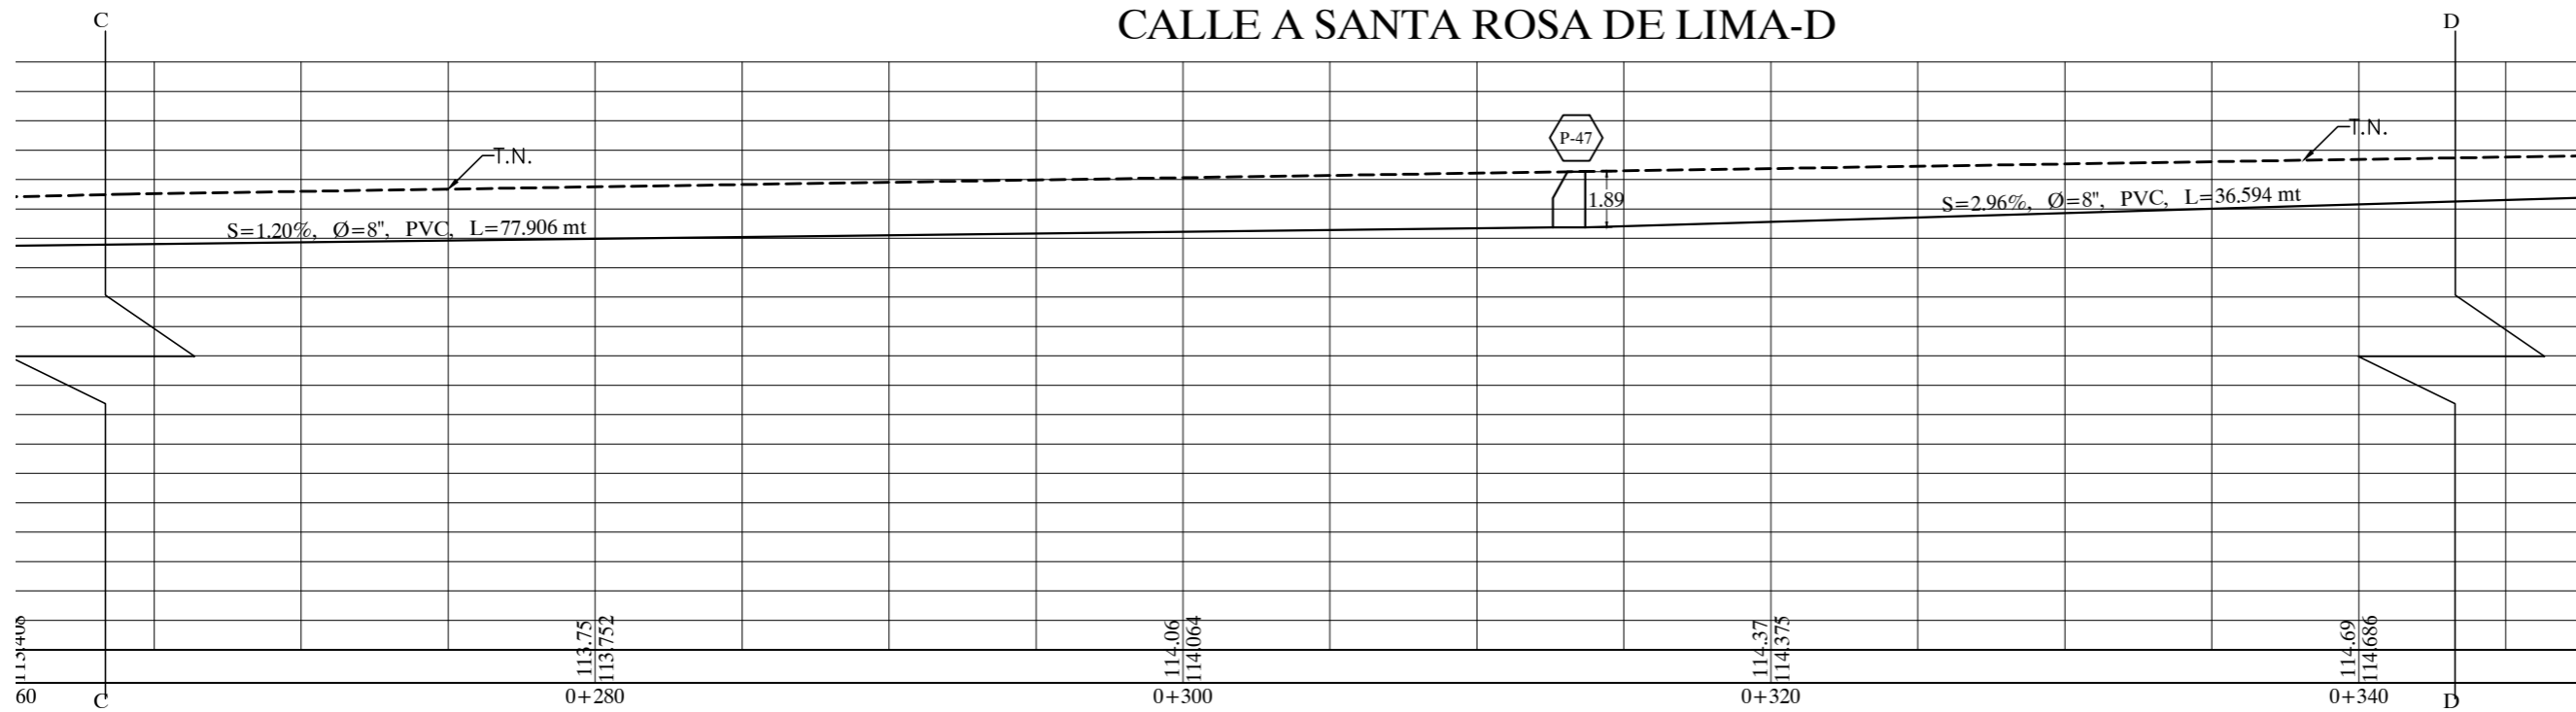 CALLE A SANTA ROSA DE LIMA-D
C
D
P-47
T.N.
T.N.
1.89
S=1.20%, Ø=8", PVC, L=77.906 mt
S=2.96%, Ø=8", PVC, L=36.594 mt
113.75
113.752
114.06
114.064
114.37
114.375
114.69
114.686
60
C
0+280
0+300
0+320
0+340
D